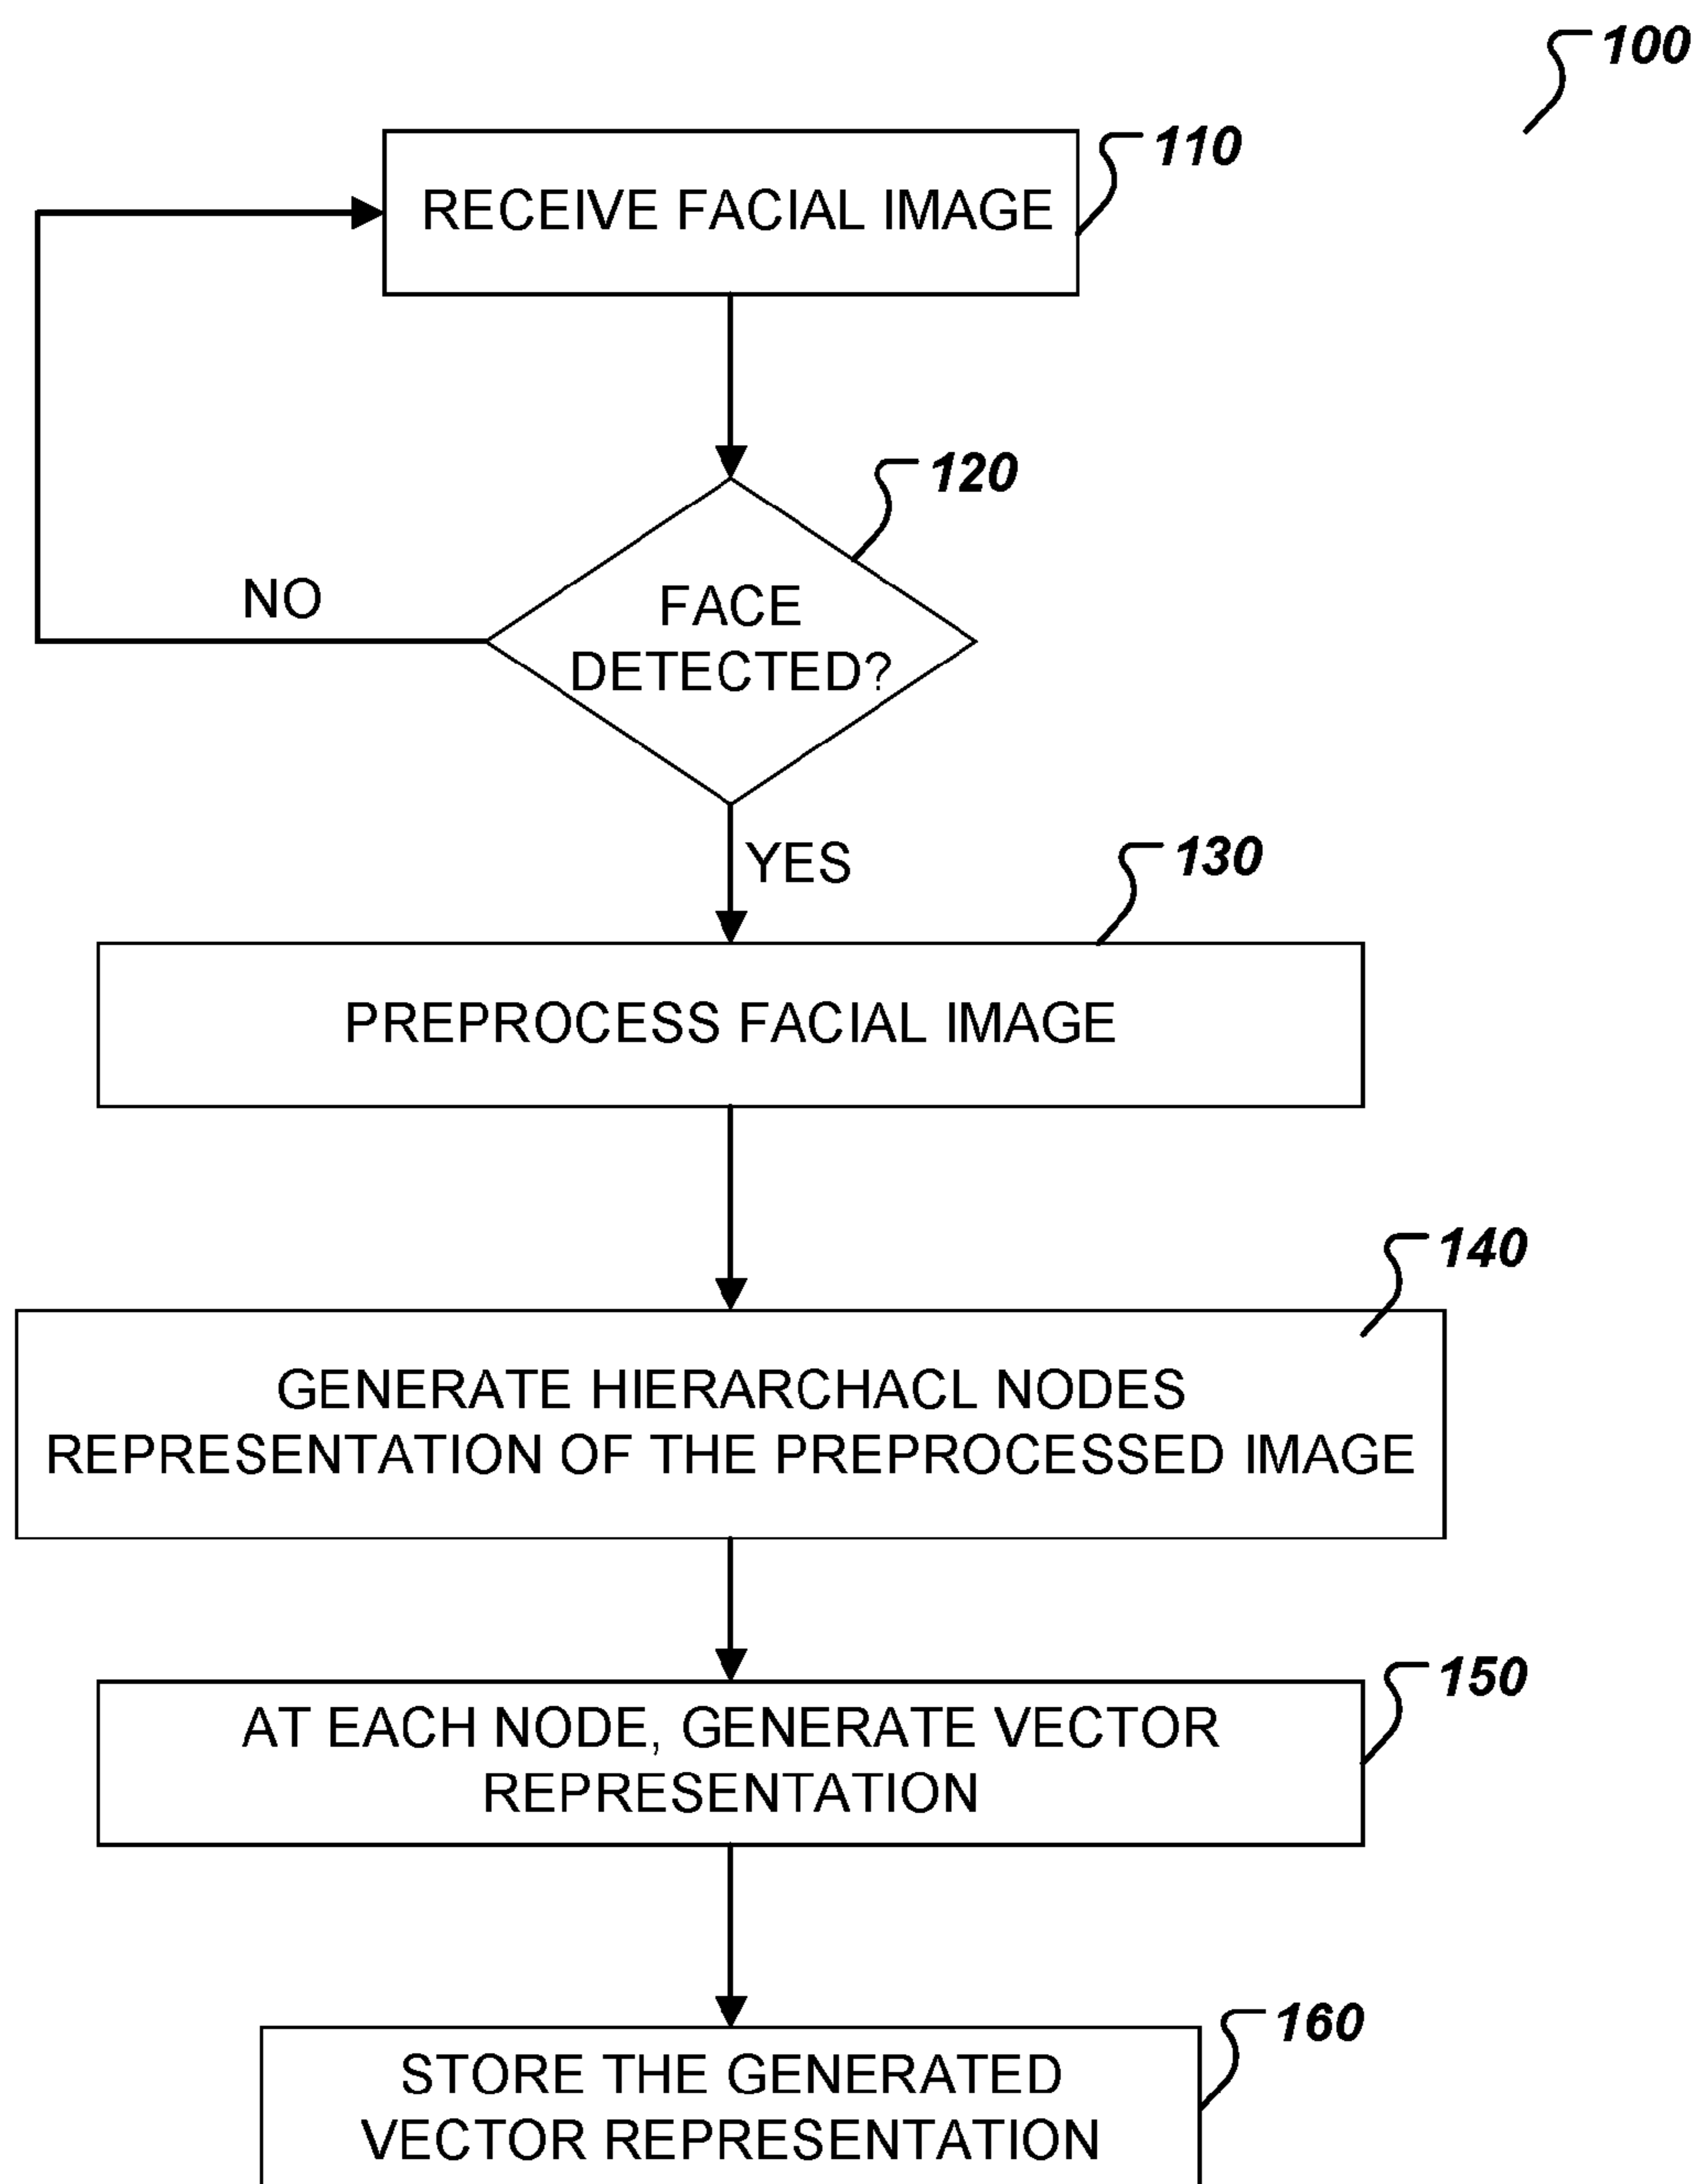 100
110
RECEIVE FACIAL IMAGE
120
FACE
DETECTED?
NO
YES
130
PREPROCESS FACIAL IMAGE
140
GENERATE HIERARCHACL NODES
REPRESENTATION OF THE PREPROCESSED IMAGE
150
AT EACH NODE, GENERATE VECTOR
REPRESENTATION
160
STORE THE GENERATED
VECTOR REPRESENTATION